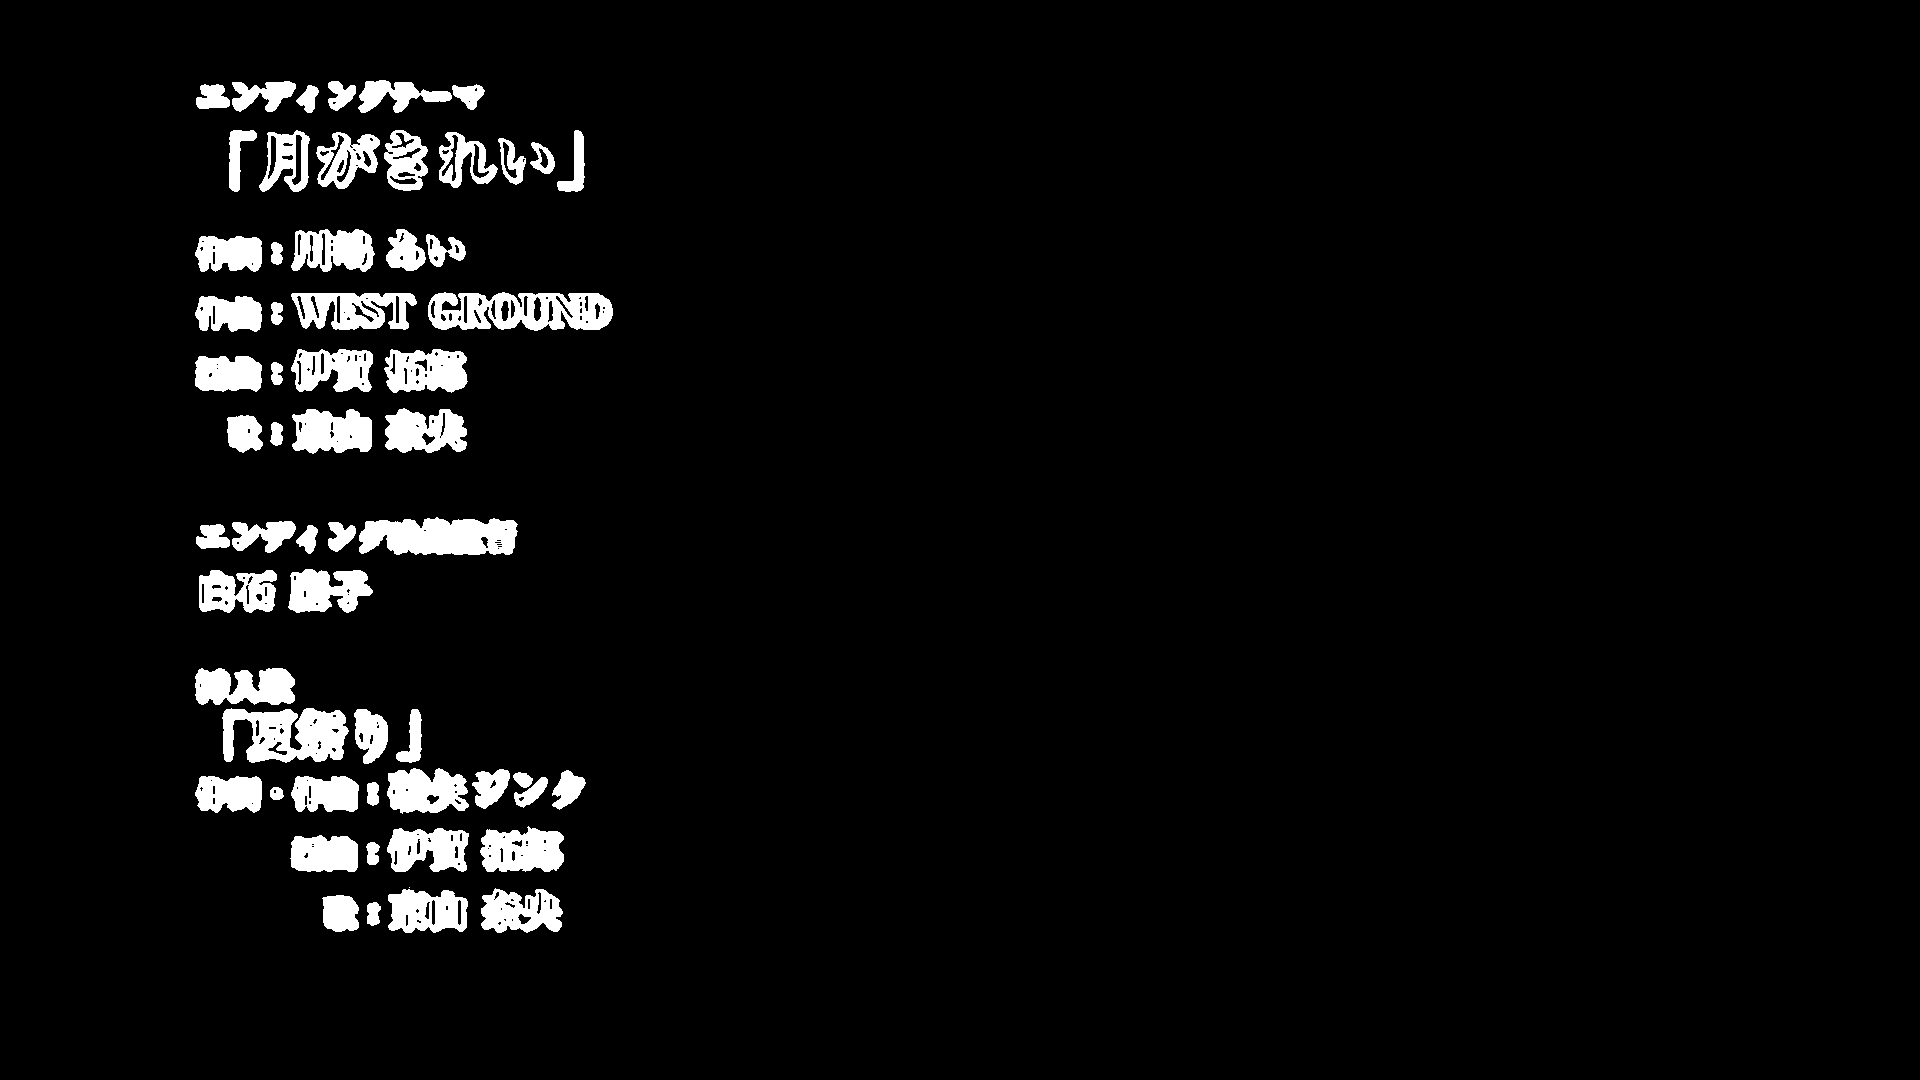 エンディングテーマ
「月がきれい」
作詞:川嶋 あい
作曲:WEST GROUND
編曲:伊賀 拓郎
歌:東山 奈央
エンディング映像監督
白石 慶子
挿入歌
「夏祭り」
作詞・作曲:破矢ジンタ
編曲:伊賀 拓郎
歌:東山 奈央